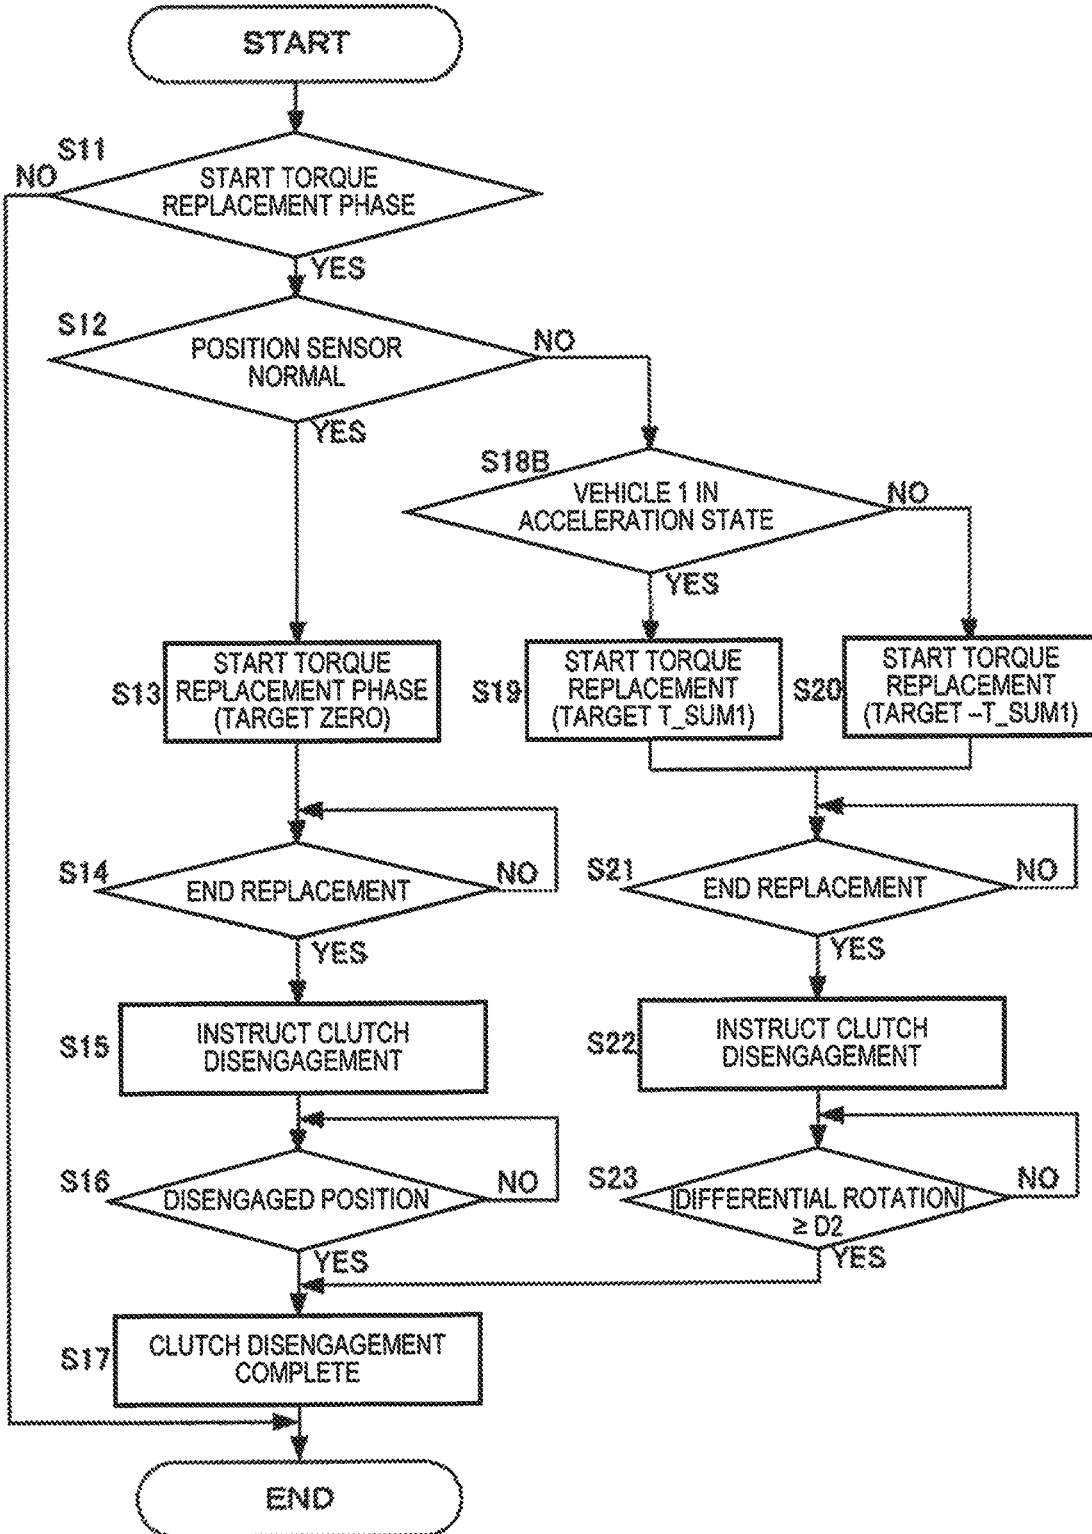 START
S11
NO
START TORQUE
REPLACEMENT PHASE
YES
S12
POSITION SENSOR
NORMAL
NO
YES
S18B
VEHICLE 1 IN
ACCELERATION STATE
NO
YES
S13
START TORQUE
REPLACEMENT PHASE
(TARGET ZERO)
S19
START TORQUE
REPLACEMENT
(TARGET T_SUM1)
S20
START TORQUE
REPLACEMENT
(TARGET –T_SUM1)
S14
END REPLACEMENT
NO
YES
S21
END REPLACEMENT
NO
YES
S15
INSTRUCT CLUTCH
DISENGAGEMENT
S22
INSTRUCT CLUTCH
DISENGAGEMENT
S16
DISENGAGED POSITION
NO
YES
S23
|DIFFERENTIAL ROTATION|
≥ D2
NO
YES
S17
CLUTCH DISENGAGEMENT
COMPLETE
END